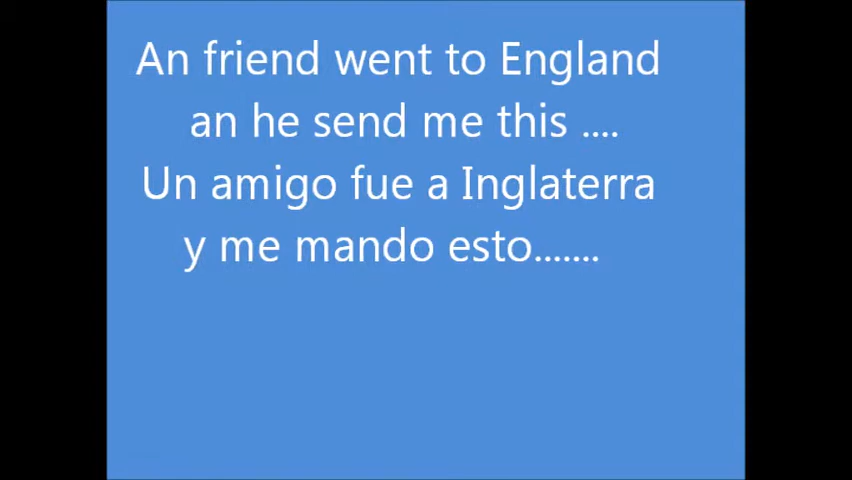 An friend went to England
an he send me this ....
Un amigo fue a Inglaterra
y me mando esto.......